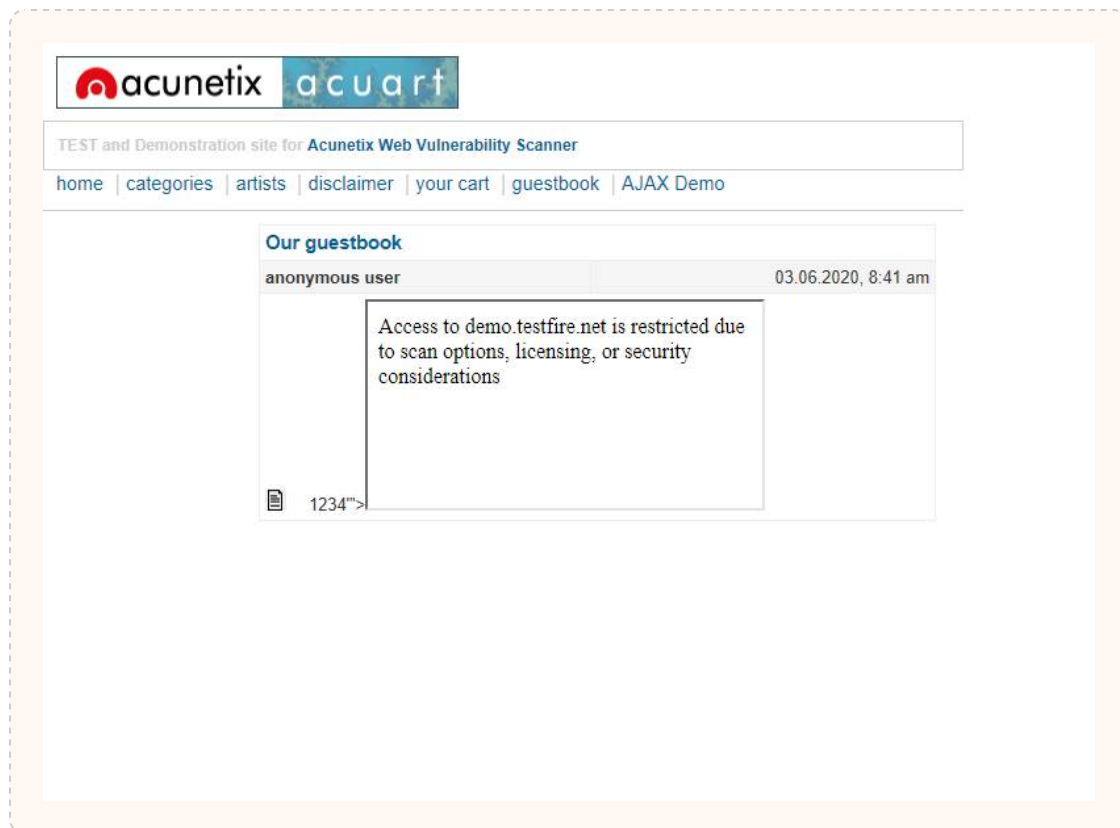 acunetix acuart
TEST and Demonstration site for Acunetix Web Vulnerability Scanner
home | categories | artists | disclaimer | your cart | guestbook | AJAX Demo
Our guestbook
anonymous user 03.06.2020, 8:41 am
Access to demo.testfire.net is restricted due
to scan options, licensing, or security
considerations
1234'">